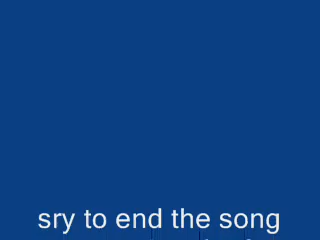 sry to end the song